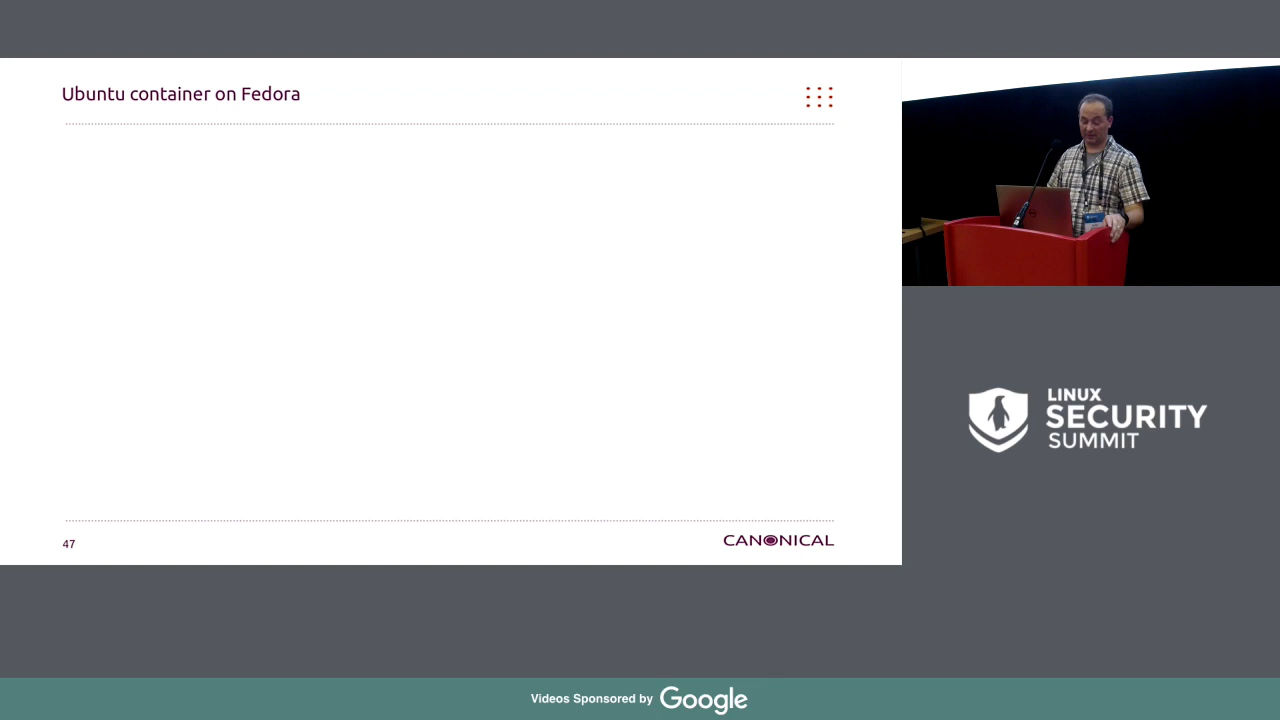 Ubuntu container on Fedora
47
CANONICAL
LINUX
SECURITY
SUMMIT
Videos Sponsored by Google